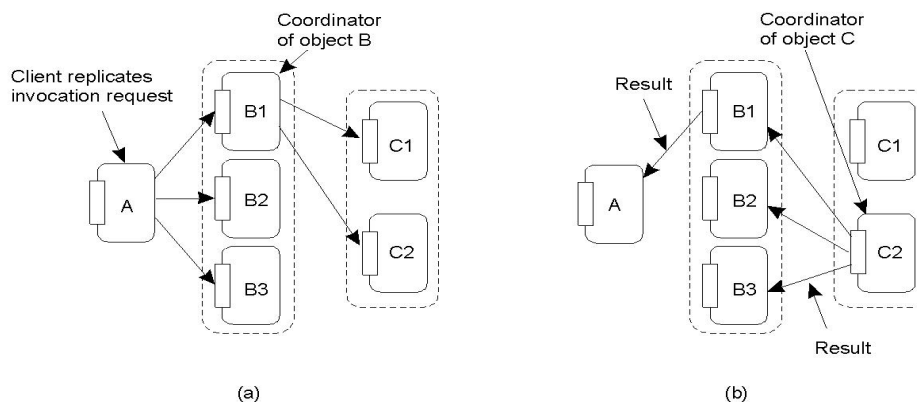 Coordinator
of object B
Client replicates
invocation request
A
B1
B2
B3
C1
C2
(a)
Coordinator
of object C
Result
A
B1
B2
B3
C1
C2
Result
(b)